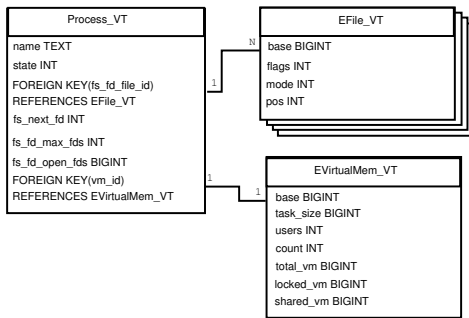 Process_VT
name TEXT
state INT
FOREIGN KEY(fs_fd_file_id)
REFERENCES EFile_VT
fs_next_fd INT
fs_fd_max_fds INT
fs_fd_open_fds BIGINT
FOREIGN KEY(vm_id)
REFERENCES EVirtualMem_VT
1
N
1
1
EFile_VT
base BIGINT
flags INT
mode INT
pos INT
EVirtualMem_VT
base BIGINT
task_size BIGINT
users INT
count INT
total_vm BIGINT
locked_vm BIGINT
shared_vm BIGINT